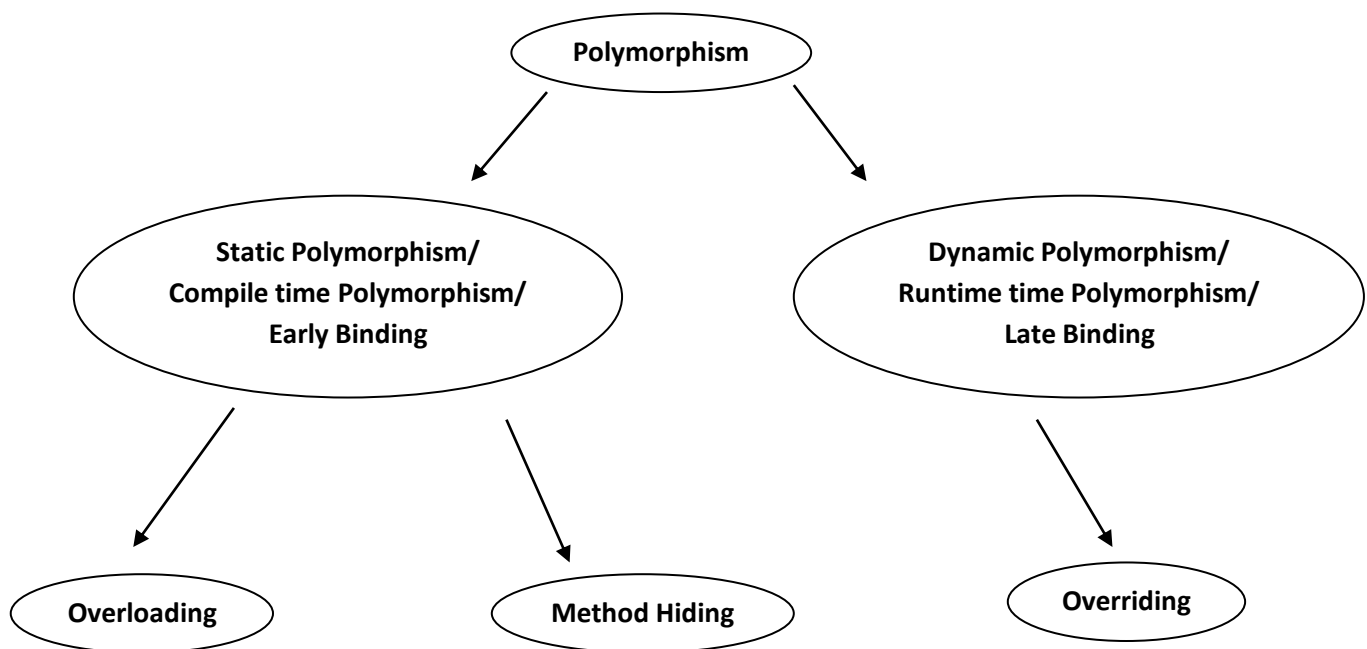 Polymorphism
Static Polymorphism/
Compile time Polymorphism/
Early Binding
Dynamic Polymorphism/
Runtime time Polymorphism/
Late Binding
Overloading
Method Hiding
Overriding